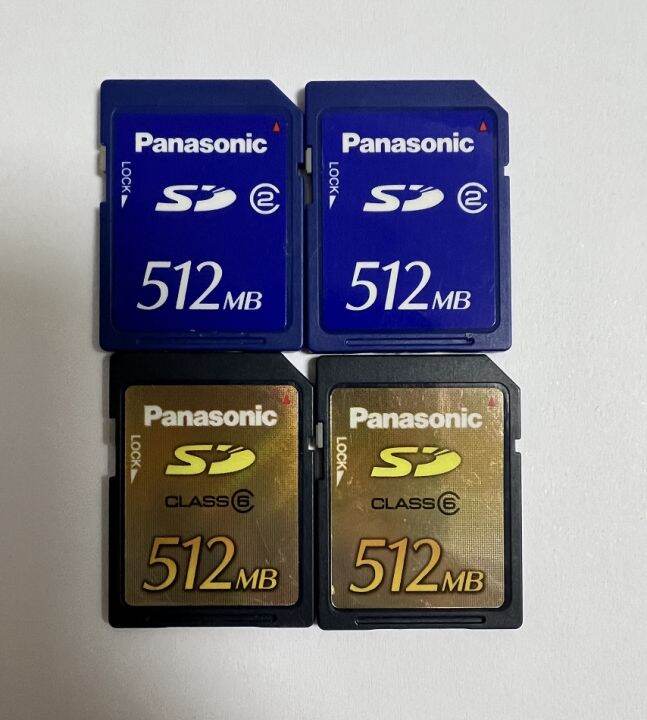 Panasonic
LOCK
SD 2
512MB
Panasonic
LOCK
SD 2
512MB
Panasonic
LOCK
SD
CLASS 6
512MB
Panasonic
LOCK
SD
CLASS 6
512MB